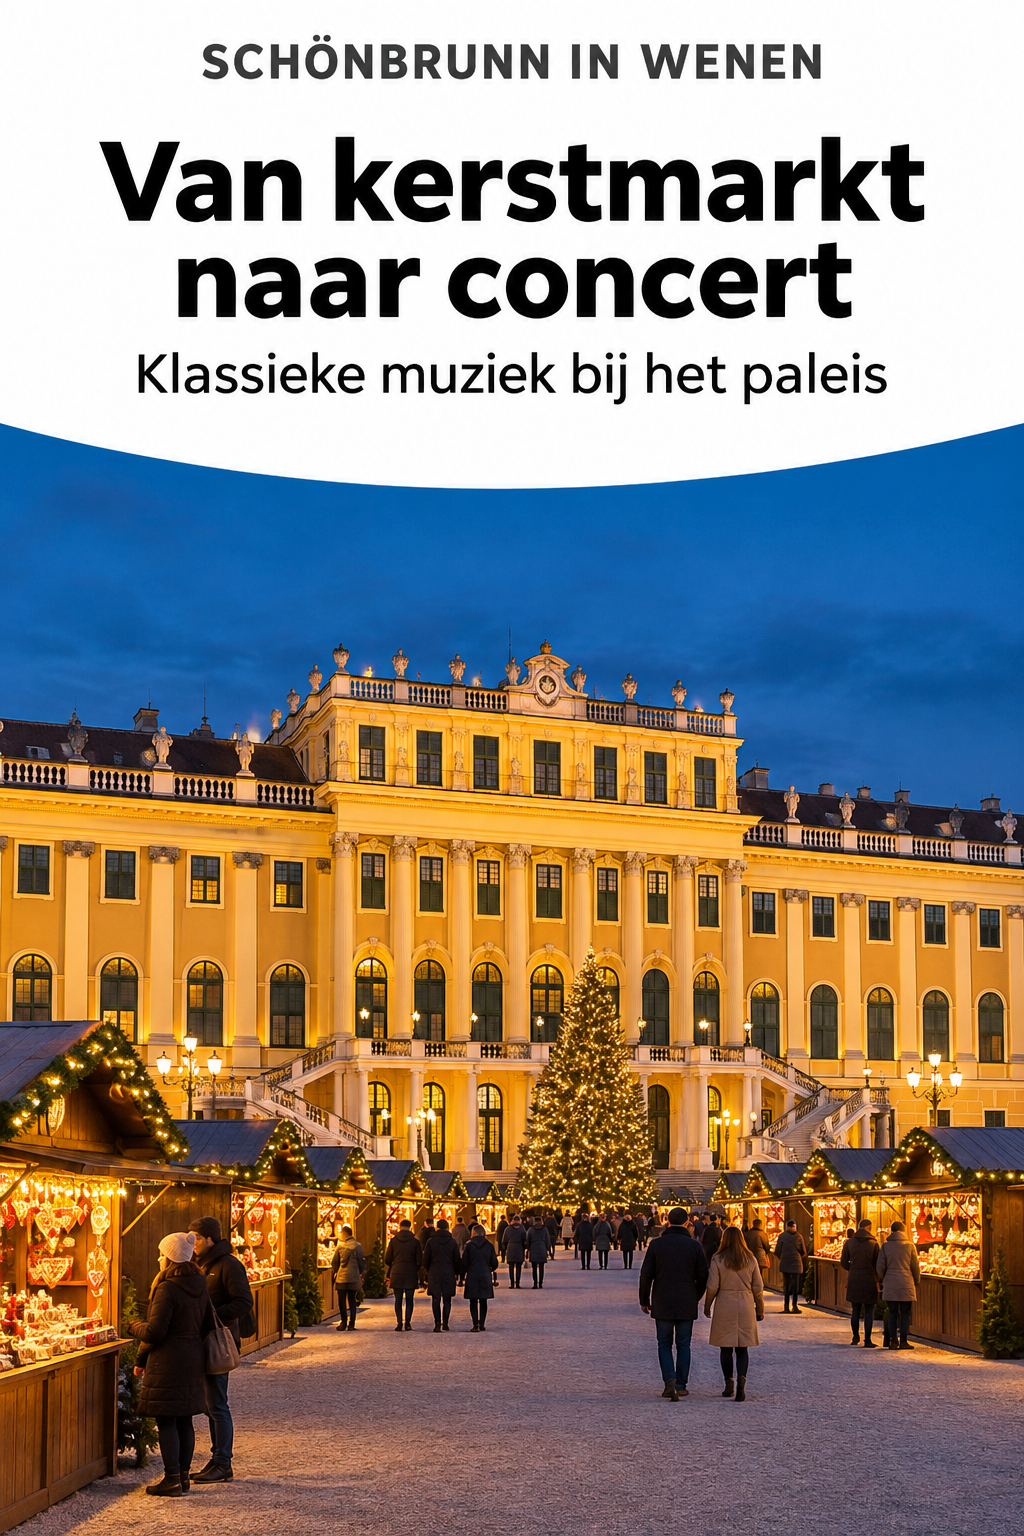 SCHÖNBRUNN IN WENEN
Van kerstmarkt
naar concert
Klassieke muziek bij het paleis